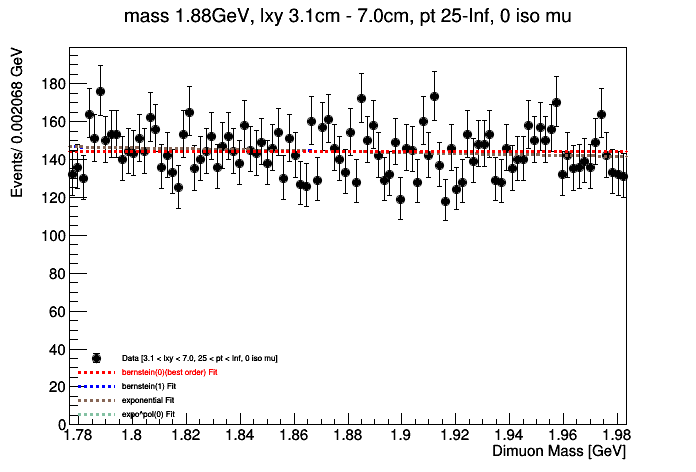 mass 1.88GeV, lxy 3.1cm - 7.0cm, pt 25-Inf, 0 iso mu
Events/ 0.002068 GeV
180
160
140
120
100
80
60
40
20
0
Data [3.1 < lxy < 7.0, 25 < pt < Inf, 0 iso mu]
bernstein(0)(best order) Fit
bernstein(1) Fit
exponential Fit
expo*pol(0) Fit
1.78 1.8 1.82 1.84 1.86 1.88 1.9 1.92 1.94 1.96 1.98
Dimuon Mass [GeV]